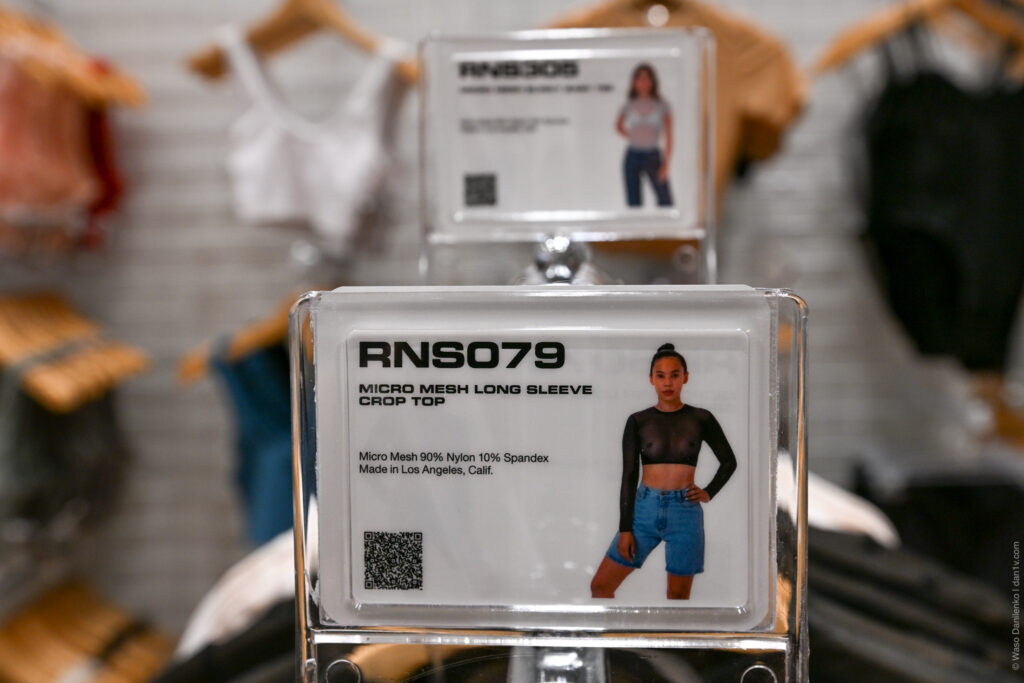 RNS305
RNS079
MICRO MESH LONG SLEEVE
CROP TOP
Micro Mesh 90% Nylon 10% Spandex
Made in Los Angeles, Calif.
© Waso Danilenko | dan1v.com